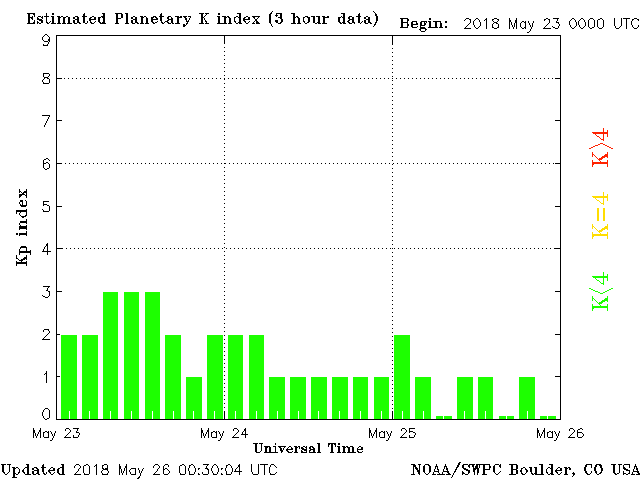 Estimated Planetary K index (3 hour data) Begin: 2018 May 23 0000 UTC
9
8
7
6
5
4
3
2
1
0
Kp index
K>4
K=4
K<4
May 23 May 24 May 25 May 26
Universal Time
Updated 2018 May 26 00:30:04 UTC NOAA/SWPC Boulder, CO USA